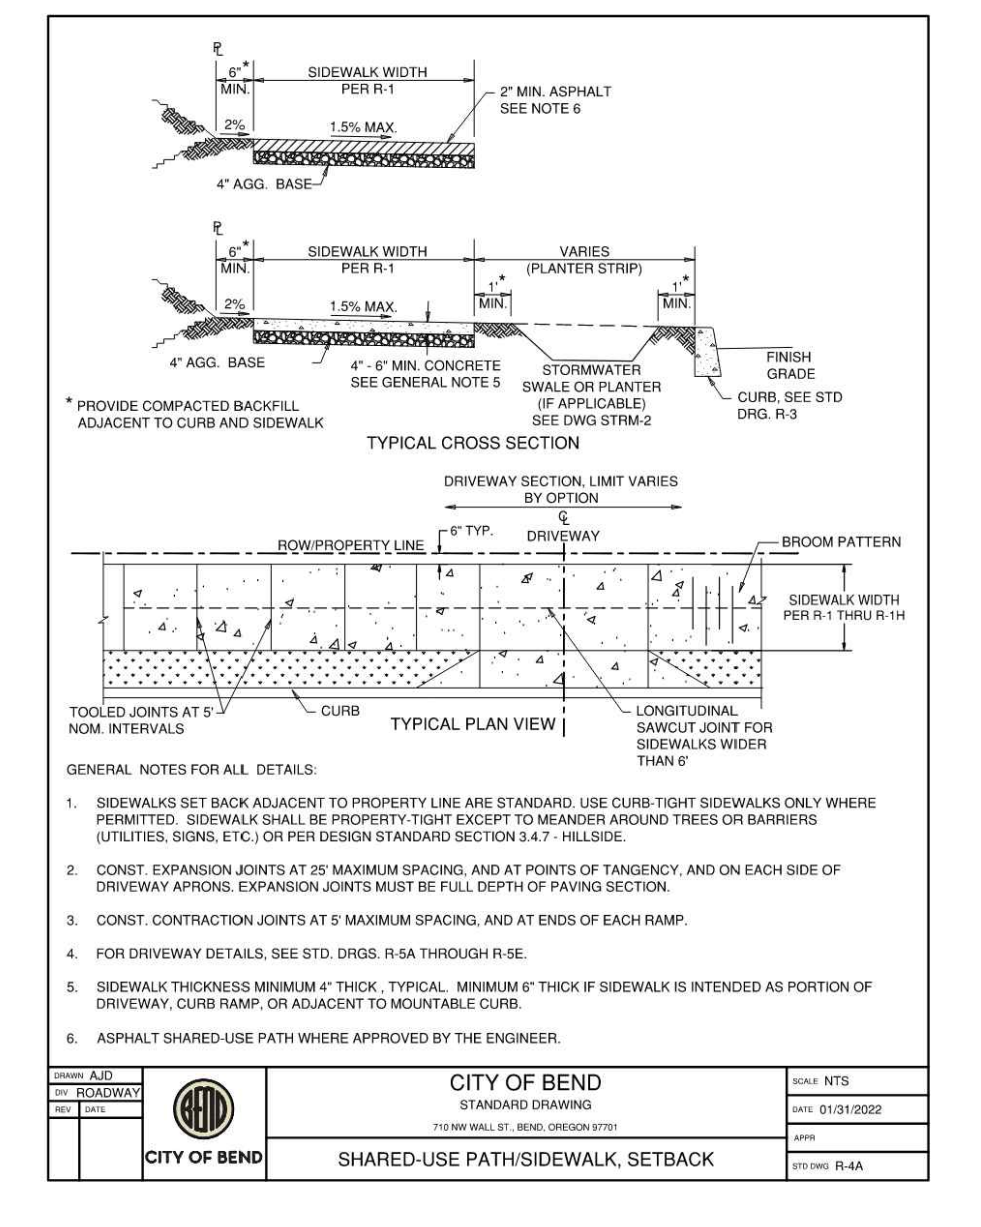 ℄
6"*
MIN.
SIDEWALK WIDTH
PER R-1
2" MIN. ASPHALT
SEE NOTE 6
2%
1.5% MAX.
4" AGG. BASE
6"*
MIN.
SIDEWALK WIDTH
PER R-1
VARIES
(PLANTER STRIP)
1'*
MIN.
1'*
MIN.
2%
1.5% MAX.
4" AGG. BASE
4" - 6" MIN. CONCRETE
SEE GENERAL NOTE 5
STORMWATER
SWALE OR PLANTER
(IF APPLICABLE)
SEE DWG STRM-2
FINISH
GRADE
CURB, SEE STD
DRG. R-3
* PROVIDE COMPACTED BACKFILL
ADJACENT TO CURB AND SIDEWALK
TYPICAL CROSS SECTION
DRIVEWAY SECTION, LIMIT VARIES
BY OPTION
℄
DRIVEWAY
6" TYP.
ROW/PROPERTY LINE
BROOM PATTERN
SIDEWALK WIDTH
PER R-1 THRU R-1H
TOOLED JOINTS AT 5'
NOM. INTERVALS
CURB
TYPICAL PLAN VIEW
LONGITUDINAL
SAWCUT JOINT FOR
SIDEWALKS WIDER
THAN 6'
GENERAL NOTES FOR ALL DETAILS:
1. SIDEWALKS SET BACK ADJACENT TO PROPERTY LINE ARE STANDARD. USE CURB-TIGHT SIDEWALKS ONLY WHERE
PERMITTED. SIDEWALK SHALL BE PROPERTY-TIGHT EXCEPT TO MEANDER AROUND TREES OR BARRIERS
(UTILITIES, SIGNS, ETC.) OR PER DESIGN STANDARD SECTION 3.4.7 - HILLSIDE.
2. CONST. EXPANSION JOINTS AT 25' MAXIMUM SPACING, AND AT POINTS OF TANGENCY, AND ON EACH SIDE OF
DRIVEWAY APRONS. EXPANSION JOINTS MUST BE FULL DEPTH OF PAVING SECTION.
3. CONST. CONTRACTION JOINTS AT 5' MAXIMUM SPACING, AND AT ENDS OF EACH RAMP.
4. FOR DRIVEWAY DETAILS, SEE STD. DRGS. R-5A THROUGH R-5E.
5. SIDEWALK THICKNESS MINIMUM 4" THICK , TYPICAL. MINIMUM 6" THICK IF SIDEWALK IS INTENDED AS PORTION OF
DRIVEWAY, CURB RAMP, OR ADJACENT TO MOUNTABLE CURB.
6. ASPHALT SHARED-USE PATH WHERE APPROVED BY THE ENGINEER.
DRAWN AJD
DIV ROADWAY
REV DATE
BEND
CITY OF BEND
CITY OF BEND
STANDARD DRAWING
710 NW WALL ST., BEND, OREGON 97701
SHARED-USE PATH/SIDEWALK, SETBACK
SCALE NTS
DATE 01/31/2022
APPR
STD DWG R-4A